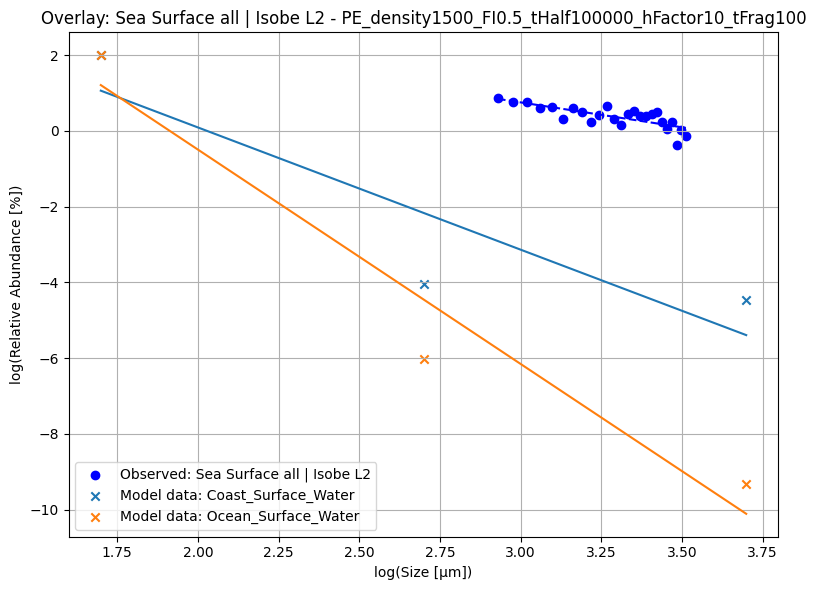 Overlay: Sea Surface all | Isobe L2 - PE_density1500_FI0.5_tHalf100000_hFactor10_tFrag100
log(Relative Abundance [%])
2
0
−2
−4
−6
−8
−10
Observed: Sea Surface all | Isobe L2
Model data: Coast_Surface_Water
Model data: Ocean_Surface_Water
1.75 2.00 2.25 2.50 2.75 3.00 3.25 3.50 3.75
log(Size [μm])